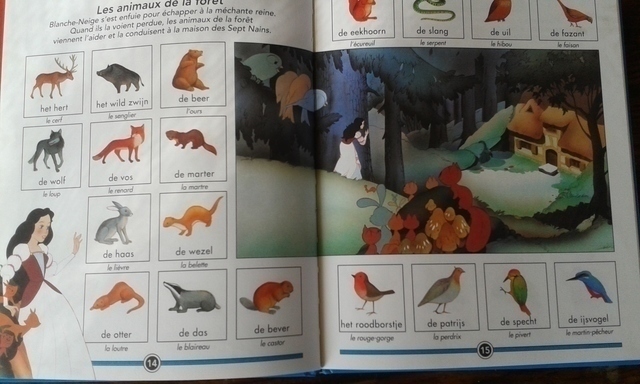 Les animaux de la forêt
Blanche-Neige s'est enfuie pour échapper à la méchante reine.
Quand ils la voient perdue, les animaux de la forêt
viennent l'aider et la conduisent à la maison des Sept Nains.
het hert
le cerf
het wild zwijn
le sanglier
de beer
l'ours
de wolf
le loup
de vos
le renard
de marter
la martre
de haas
le lièvre
de wezel
la belette
de otter
la loutre
de das
le blaireau
de bever
le castor
14
de eekhoorn
l'écureuil
de slang
le serpent
de uil
le hibou
de fazant
le faisan
het roodborstje
le rouge-gorge
de patrijs
la perdrix
de specht
le pivert
de ijsvogel
le martin-pêcheur
15